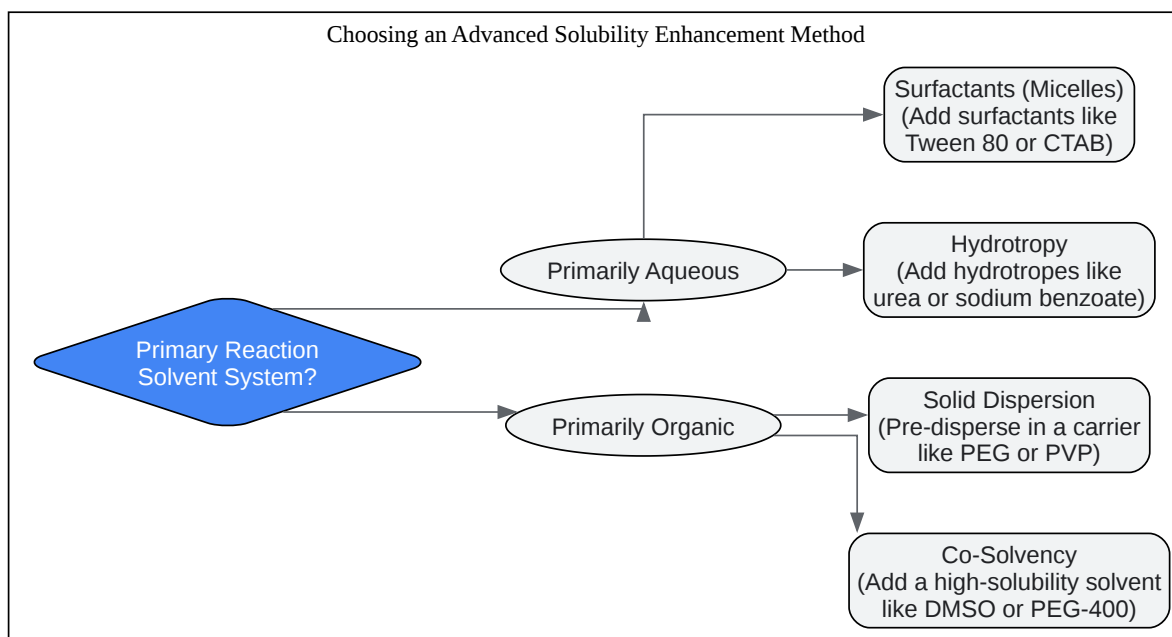 Choosing an Advanced Solubility Enhancement Method
Surfactants (Micelles)
(Add surfactants like
Tween 80 or CTAB)
Primarily Aqueous
Hydrotropy
(Add hydrotropes like
urea or sodium benzoate)
Primary Reaction
Solvent System?
Primarily Organic
Solid Dispersion
(Pre-disperse in a carrier
like PEG or PVP)
Co-Solvency
(Add a high-solubility solvent
like DMSO or PEG-400)